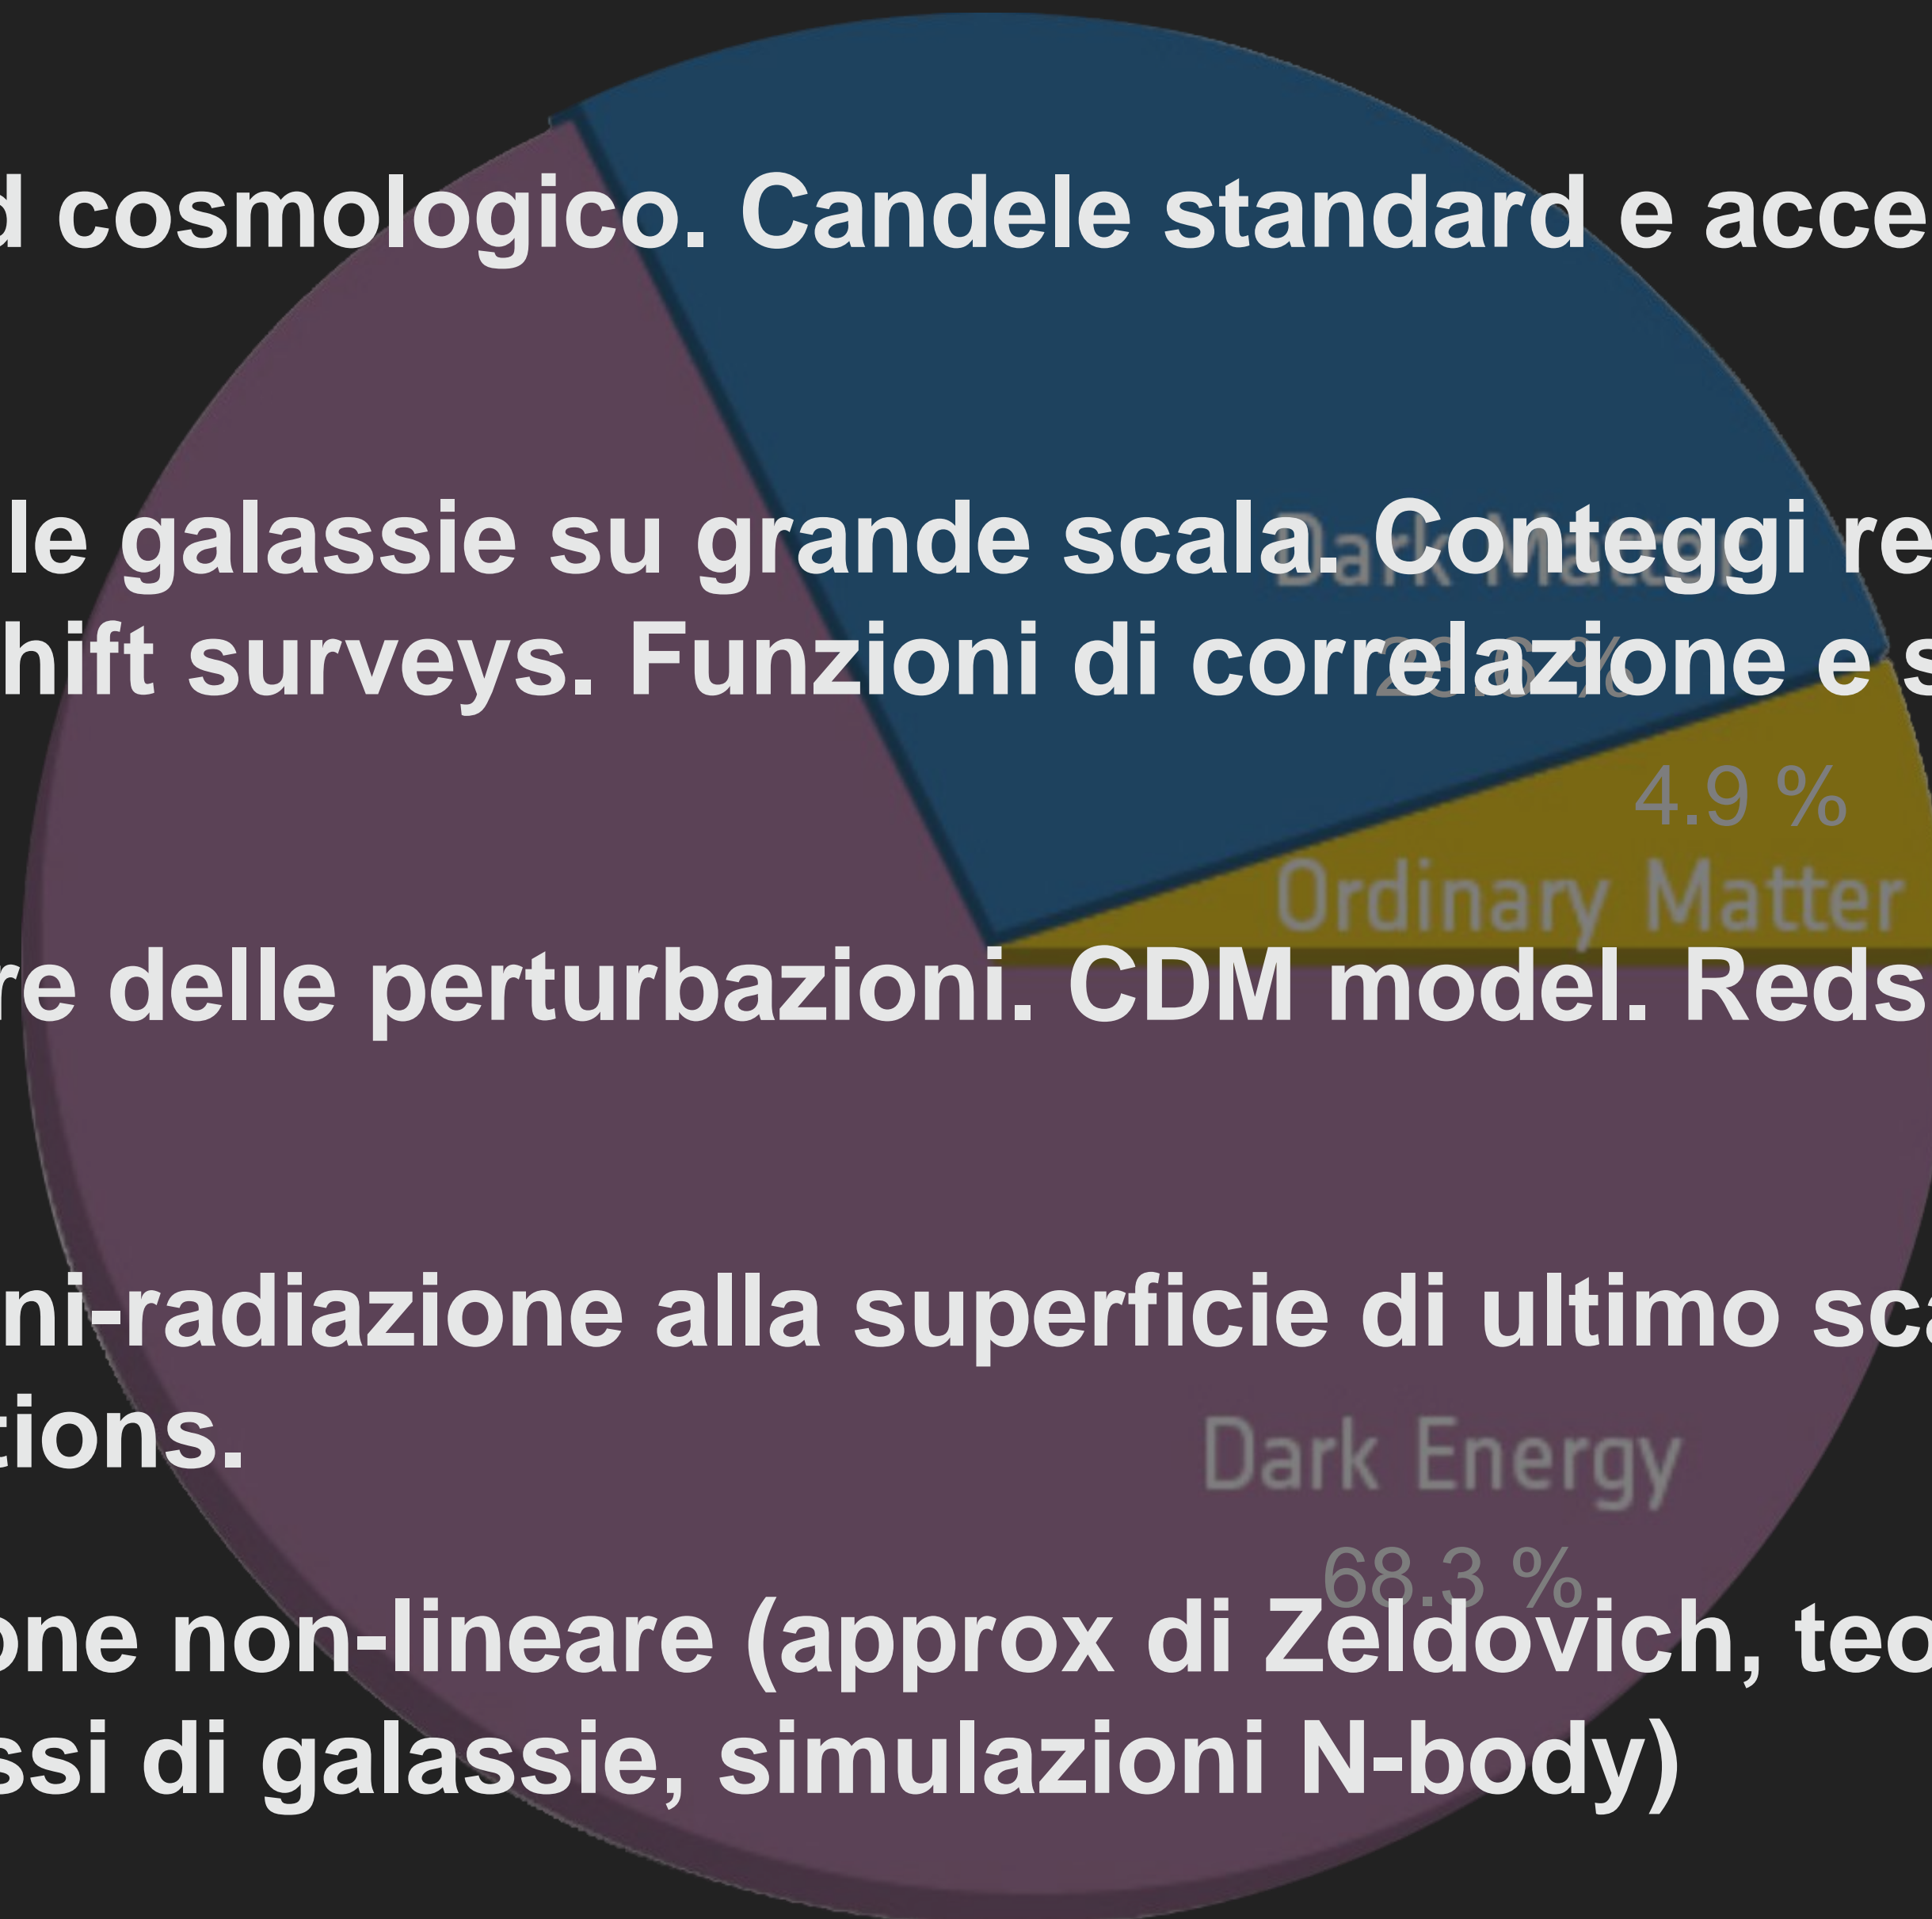 d cosmologico. Candele standard e acce
le galassie su grande scala. Conteggi re
Dark Matter
hift surveys. Funzioni di correlazione e s
4.9 %
Ordinary Matter
re delle perturbazioni. CDM model. Reds
ni-radiazione alla superficie di ultimo sca
tions.
Dark Energy
68.3 %
one non-lineare (approx di Zeldovich, teo
ssi di galassie, simulazioni N-body)